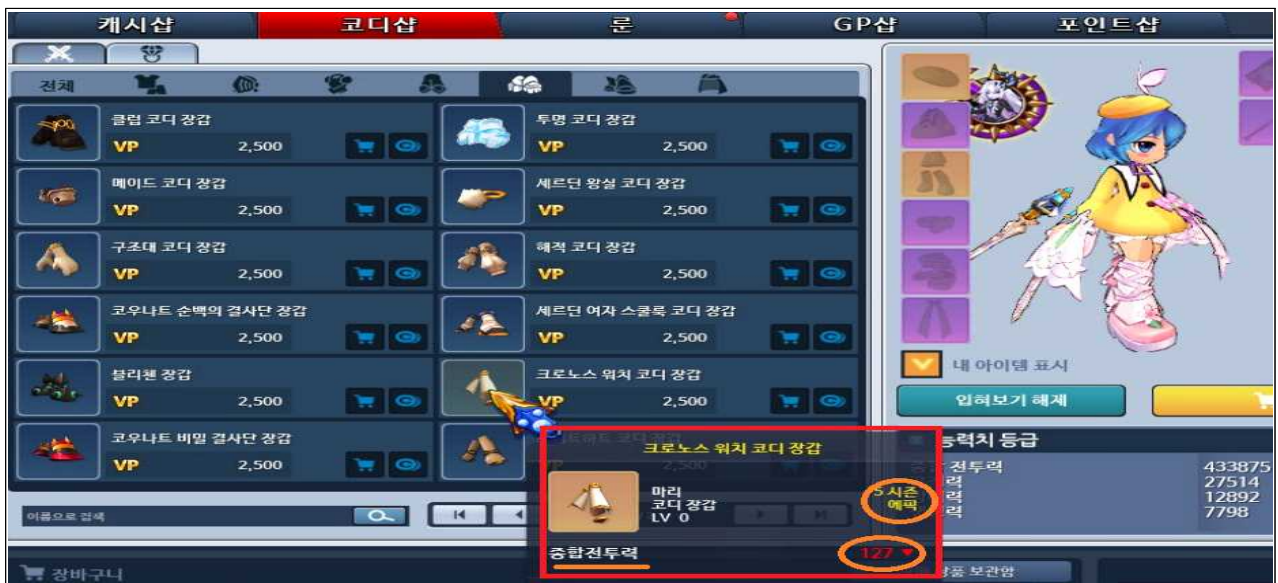 캐시샵 코디샵 룬 GP샵 포인트샵
전체
클럽 코디 장갑
VP 2,500
투명 코디 장갑
VP 2,500
메이드 코디 장갑
VP 2,500
세르딘 왕실 코디 장갑
VP 2,500
구조대 코디 장갑
VP 2,500
해적 코디 장갑
VP 2,500
코우나트 순백의 결사단 장갑
VP 2,500
세르딘 여자 스쿨룩 코디 장갑
VP 2,500
블리첸 장갑
VP 2,500
크로노스 워치 코디 장갑
VP 2,500
코우나트 비밀 결사단 장갑
VP 2,500
2,500
이름으로 검색
크로노스 워치 코디 장갑
마리
코디 장갑
LV 0
5 시즌
에픽
종합전투력 127
내 아이템 표시
입혀보기 해제
능력치 등급
전투력 433875
27514
12892
7798
장바구니
보관함